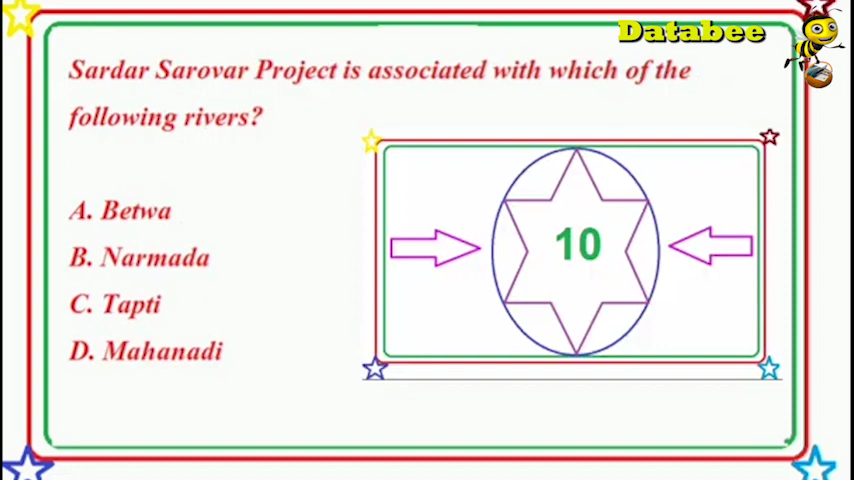 Databee
Sardar Sarovar Project is associated with which of the
following rivers?
A. Betwa
B. Narmada
C. Tapti
D. Mahanadi
10